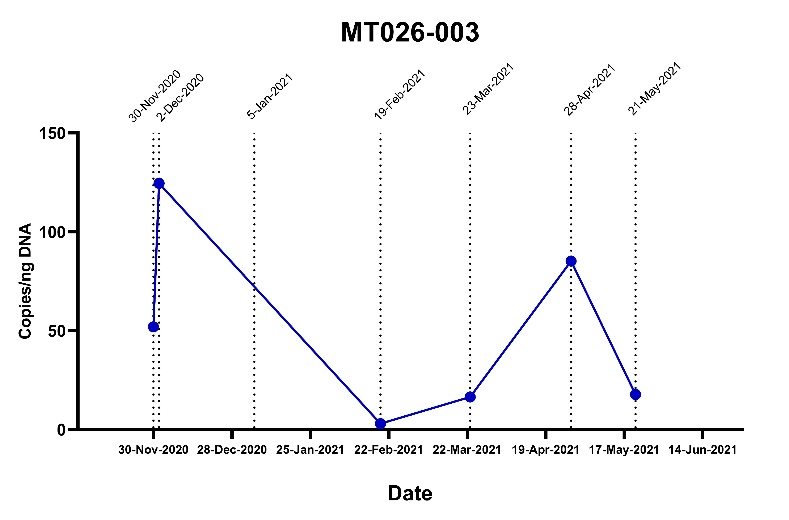 MT026-003
30-Nov-2020
2-Dec-2020
5-Jan-2021
19-Feb-2021
23-Mar-2021
28-Apr-2021
21-May-2021
150
100
50
0
Copies/ng DNA
30-Nov-2020 28-Dec-2020 25-Jan-2021 22-Feb-2021 22-Mar-2021 19-Apr-2021 17-May-2021 14-Jun-2021
Date